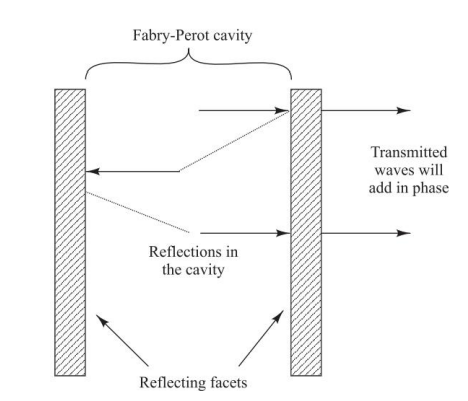 Fabry-Perot cavity
Transmitted
waves will
add in phase
Reflections in
the cavity
Reflecting facets